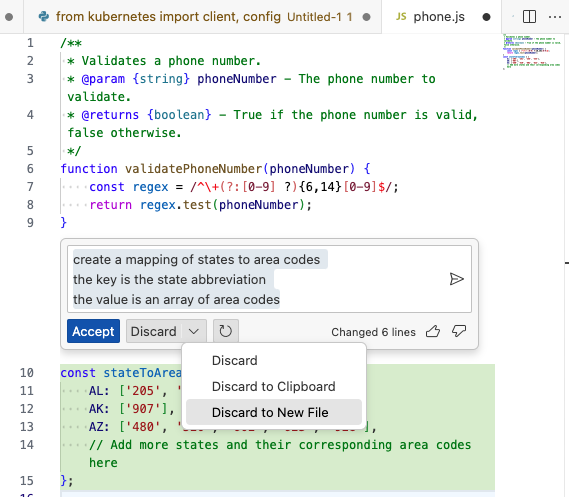 from kubernetes import client, config Untitled-1 1
JS phone.js
1 /**
2 * Validates a phone number.
3 * @param {string} phoneNumber – The phone number to
validate.
4 * @returns {boolean} – True if the phone number is valid,
false otherwise.
5 */
6 function validatePhoneNumber(phoneNumber) {
7 const regex = /^\+(?:[0-9] ?){6,14}[0-9]$/;
8 return regex.test(phoneNumber);
9 }
create a mapping of states to area codes
the key is the state abbreviation
the value is an array of area codes
Accept Discard Changed 6 lines
Discard
Discard to Clipboard
Discard to New File
10 const stateToArea
11 AL: ['205', '
12 AK: ['907'],
13 AZ: ['480',
14 // Add more states and their corresponding area codes
here
15 };